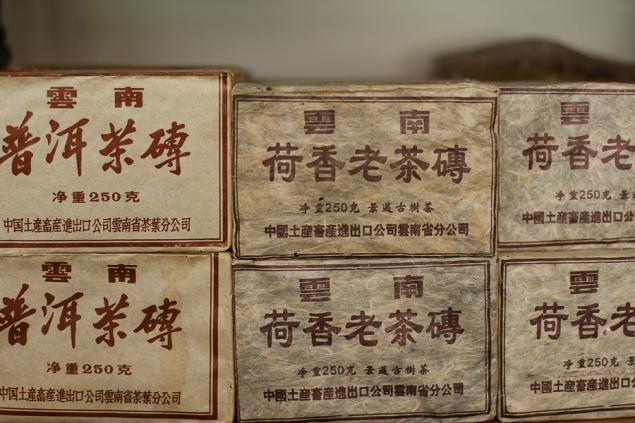 雲南
普洱茶磚
净重250克
中国土産畜産進出口公司雲南省茶葉分公司
雲南
荷香老茶磚
净重250克 景邁古樹茶
中國土産畜産進出口公司雲南省分公司
雲
荷香老
净重250克
中國土産畜産進出口
雲南
普洱茶磚
净重250克
中国土産畜産進出口公司雲南省茶葉分公司
雲南
荷香老茶磚
净重250克 景邁古樹茶
中國土産畜産進出口公司雲南省分公司
雲
荷香老
净重250克
中國土産畜産進出口